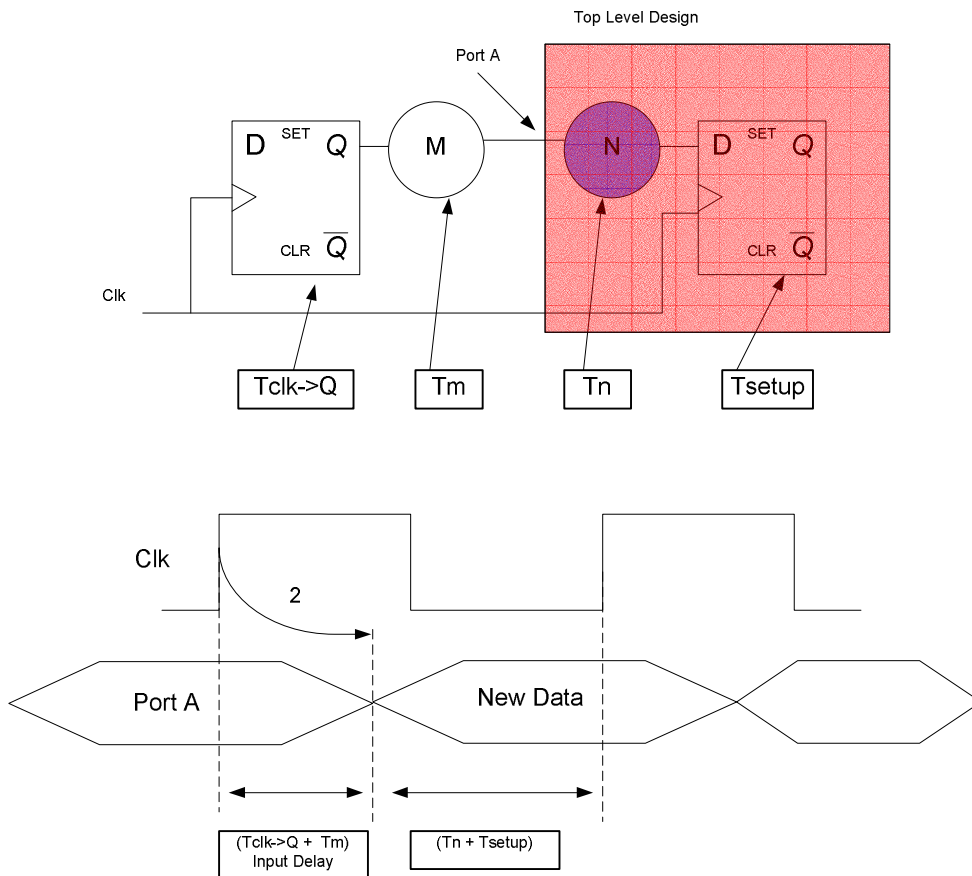 Top Level Design
Port A
D SET Q
M
N
D SET Q
CLR Q
CLR Q
Clk
Tclk->Q
Tm
Tn
Tsetup
Clk
2
Port A
New Data
(Tclk->Q + Tm)
Input Delay
(Tn + Tsetup)